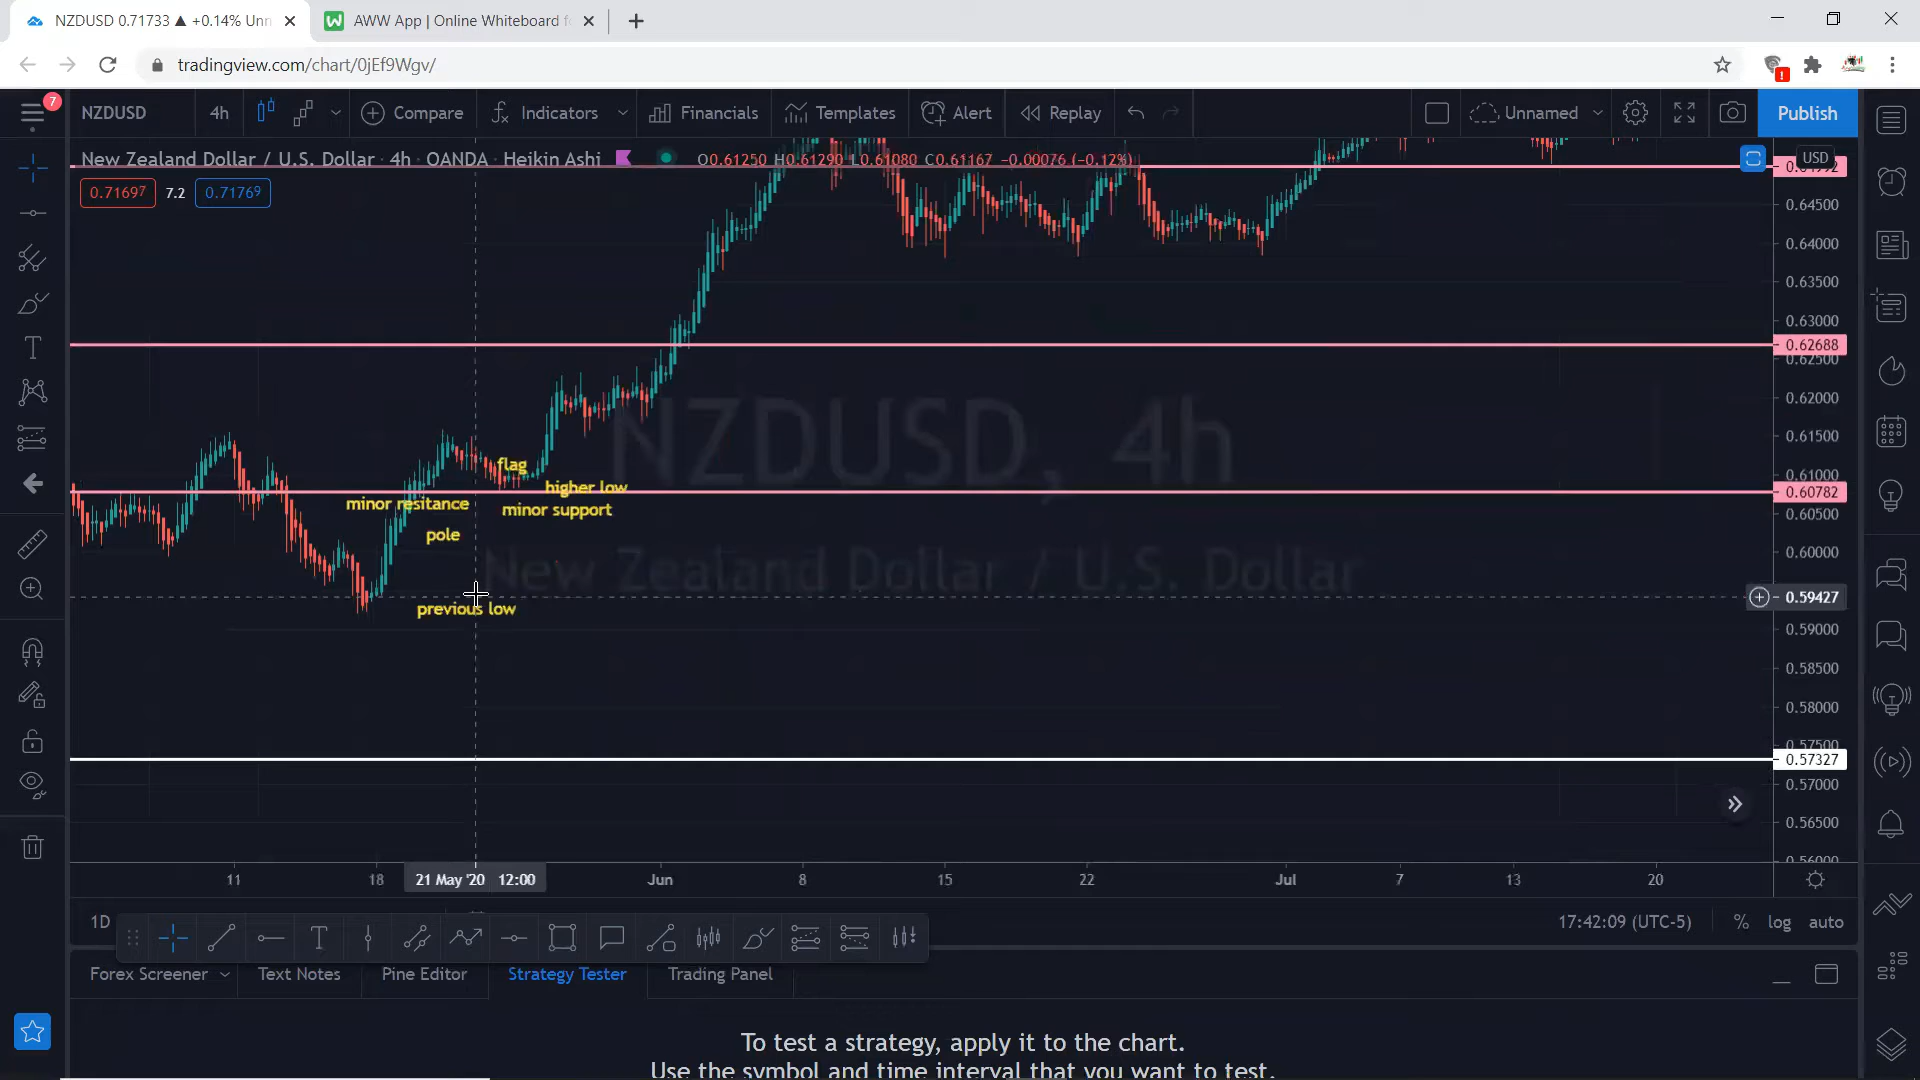 NZDUSD 0.71733 ▲ +0.14% Unn
AWW App | Online Whiteboard f
tradingview.com/chart/0jEf9Wgv/
7
NZDUSD 4h Compare Indicators Financials Templates Alert Replay Unnamed Publish
New Zealand Dollar / U.S. Dollar · 4h · OANDA · Heikin Ashi
O0.61250 H0.61290 L0.61080 C0.61167 −0.00076 (−0.12%)
USD
0.71697 7.2 0.71769
0.64500
0.64000
0.63500
0.63000
0.62688
0.62500
0.62000
0.61500
0.61000
0.60782
0.60500
0.60000
0.59427
0.59000
0.58500
0.58000
0.57500
0.57327
0.57000
0.56500
0.56000
NZDUSD, 4h
New Zealand Dollar / U.S. Dollar
flag
higher low
minor resitance
minor support
pole
previous low
11 18 21 May '20 12:00 Jun 8 15 22 Jul 7 13 20
1D
17:42:09 (UTC-5) % log auto
Forex Screener Text Notes Pine Editor Strategy Tester Trading Panel
To test a strategy, apply it to the chart.
Use the symbol and time interval that you want to test.